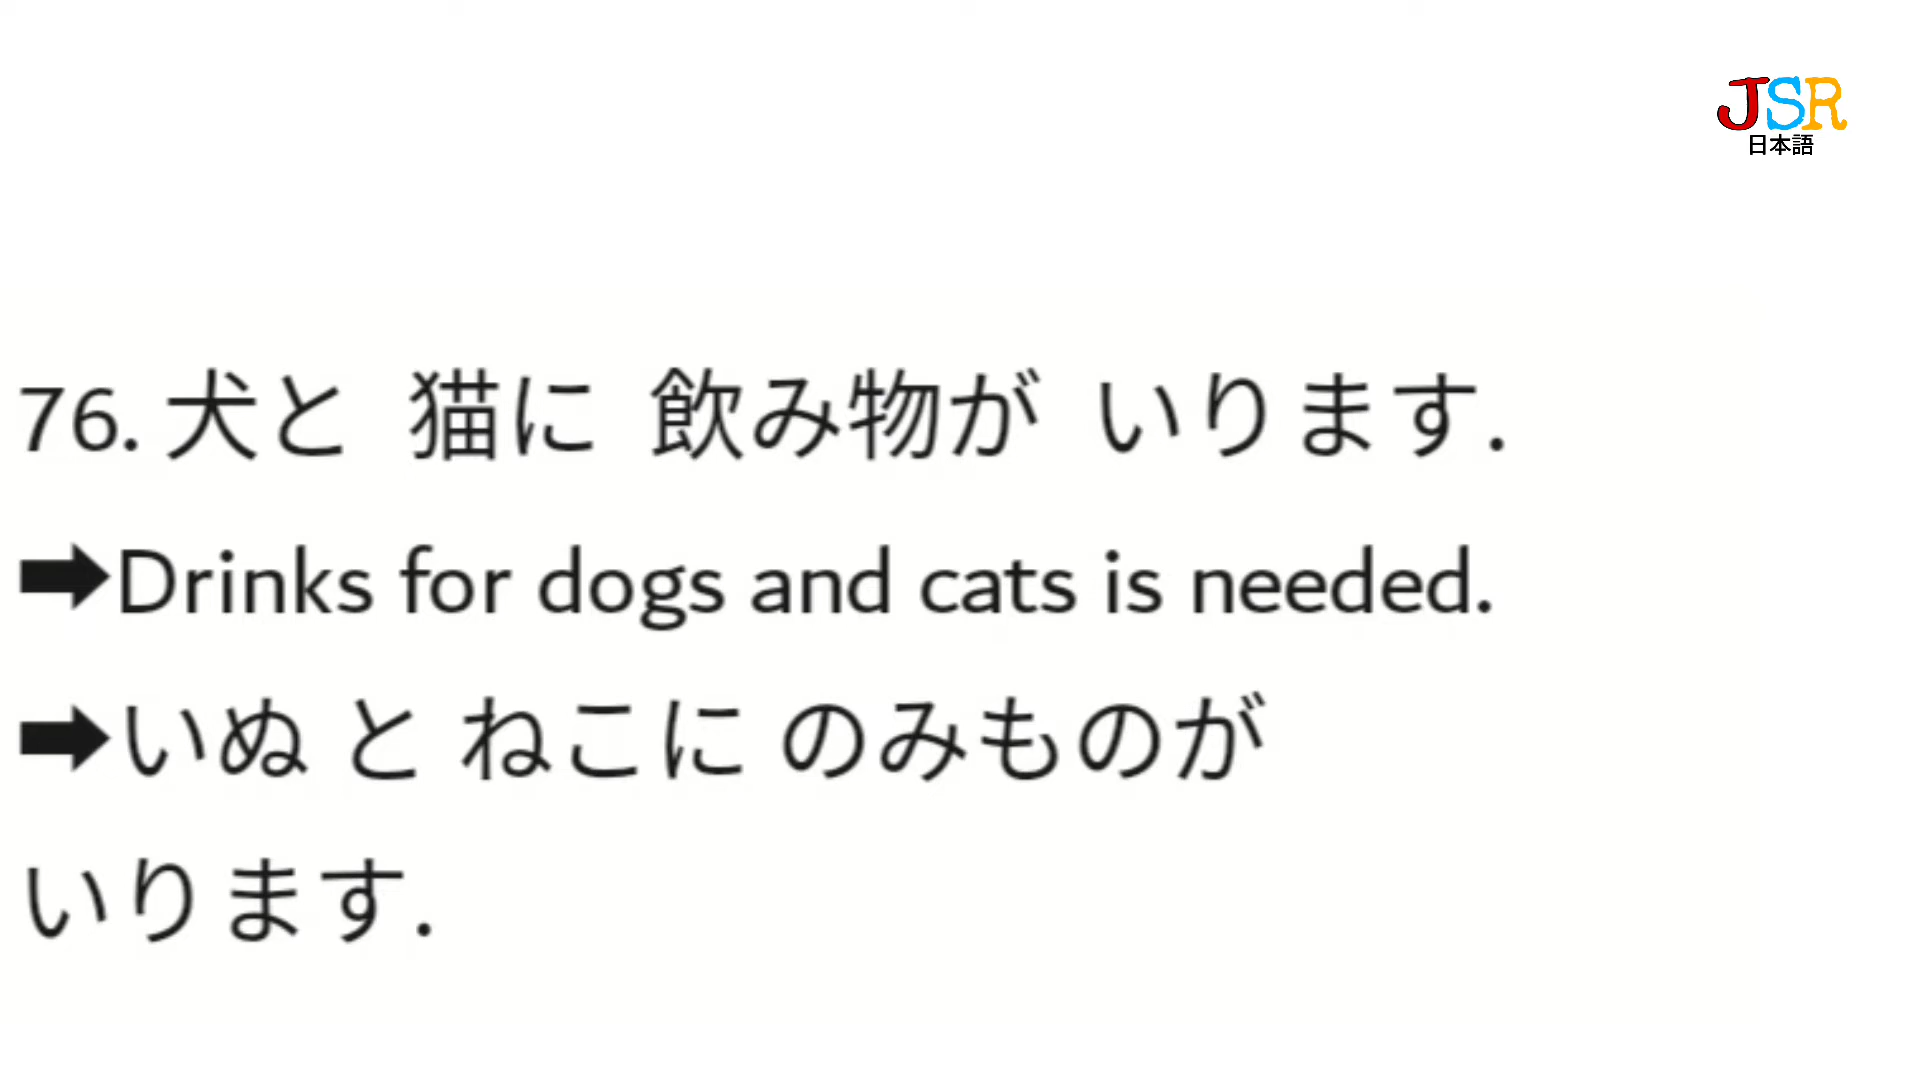 JSR
日本語
76. 犬と 猫に 飲み物が いります.
➡Drinks for dogs and cats is needed.
➡いぬ と ねこに のみものが
いります.